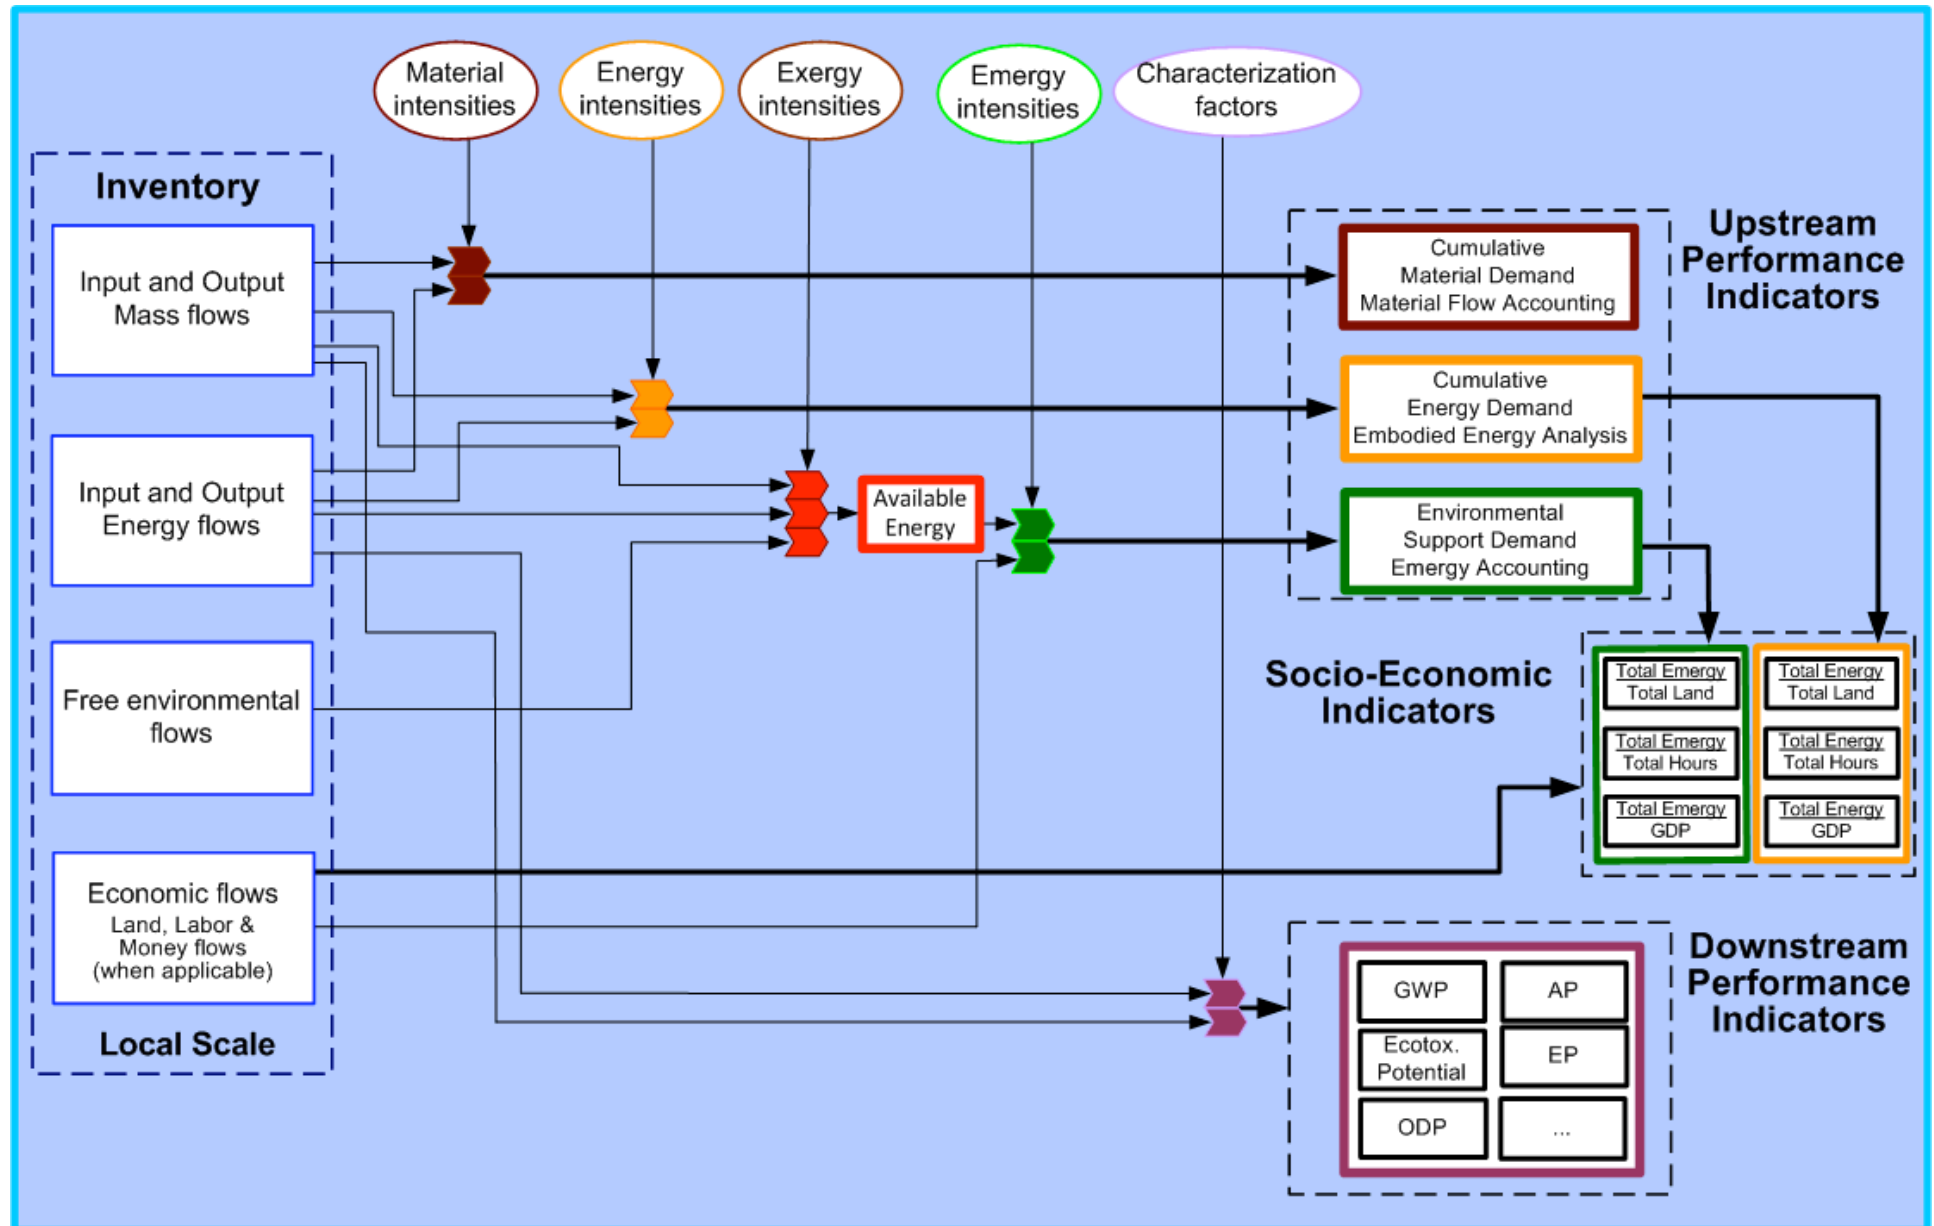 Material
intensities
Energy
intensities
Exergy
intensities
Emergy
intensities
Characterization
factors
Inventory
Input and Output
Mass flows
Input and Output
Energy flows
Free environmental
flows
Economic flows
Land, Labor &
Money flows
(when applicable)
Local Scale
Available
Energy
Upstream
Performance
Indicators
Cumulative
Material Demand
Material Flow Accounting
Cumulative
Energy Demand
Embodied Energy Analysis
Environmental
Support Demand
Emergy Accounting
Socio-Economic
Indicators
Total Emergy
Total Land
Total Emergy
Total Hours
Total Emergy
GDP
Total Energy
Total Land
Total Energy
Total Hours
Total Energy
GDP
Downstream
Performance
Indicators
GWP
AP
Ecotox.
Potential
EP
ODP
...